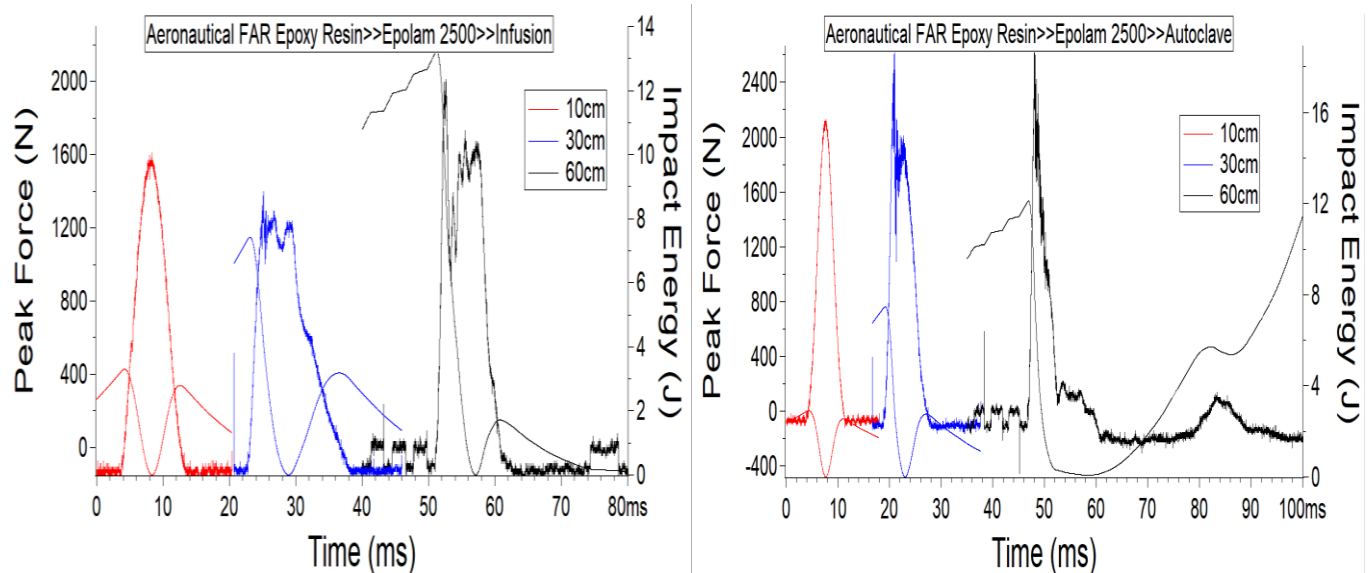 Aeronautical FAR Epoxy Resin>>Epolam 2500>>Infusion
Peak Force (N)
2000
1600
1200
800
400
0
10cm
30cm
60cm
14
12
10
8
6
4
2
0
Impact Energy (J)
0
10
20
30
40
50
60
70
80ms
Time (ms)
Aeronautical FAR Epoxy Resin>>Epolam 2500>>Autoclave
Peak Force (N)
2400
2000
1600
1200
800
400
0
-400
10cm
30cm
60cm
16
12
8
4
0
Impact Energy (J)
0
10
20
30
40
50
60
70
80
90
100ms
Time (ms)